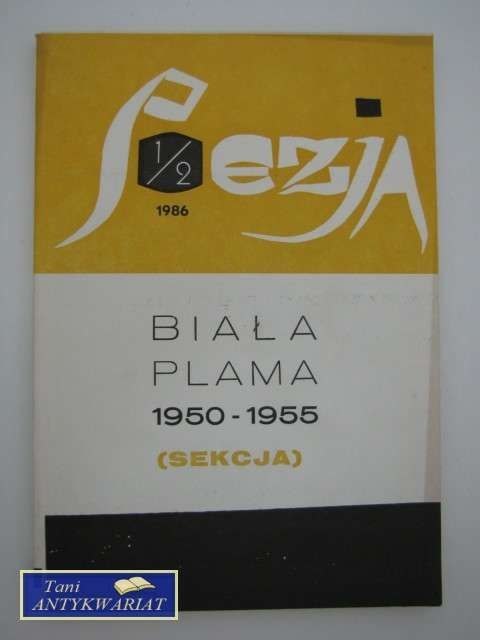 Poezja
1/2
1986
BIAŁA
PLAMA
1950-1955
(SEKCJA)
Tani
ANTYKWARIAT